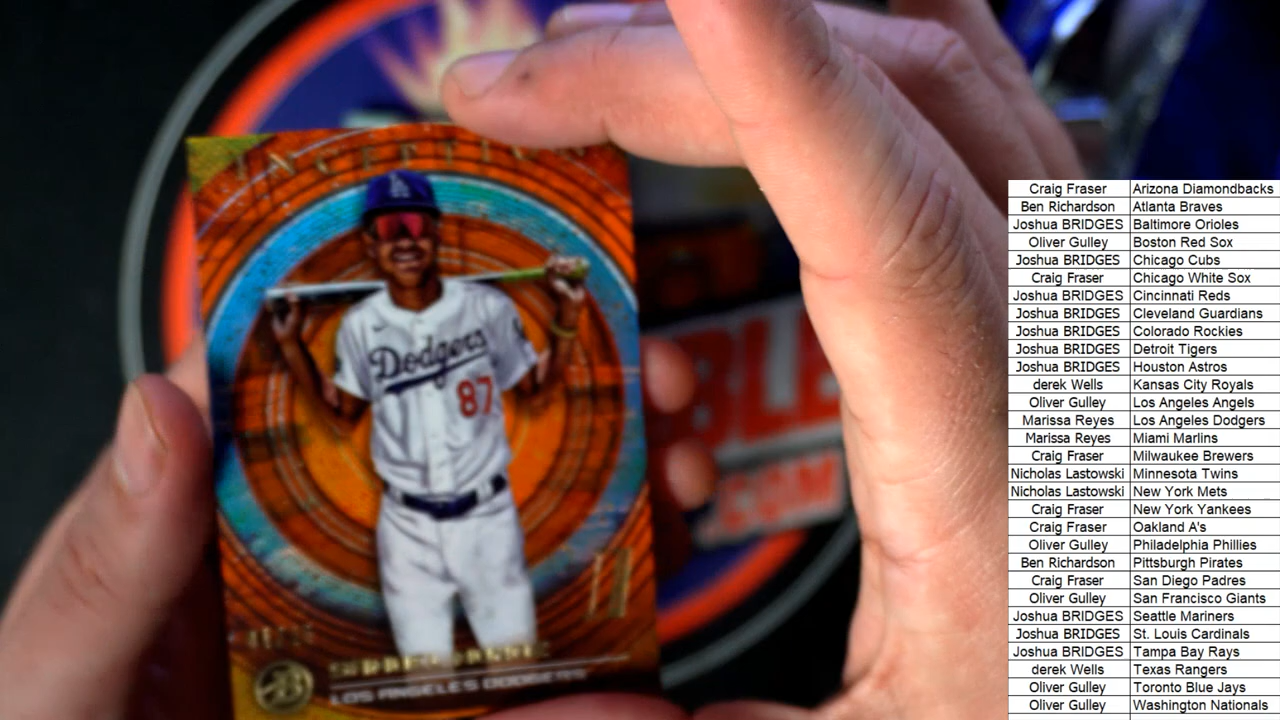 INCEPTION
LA
Dodgers
87
LOS ANGELES DODGERS
BLE
.COM
Craig Fraser Arizona Diamondbacks
Ben Richardson Atlanta Braves
Joshua BRIDGES Baltimore Orioles
Oliver Gulley Boston Red Sox
Joshua BRIDGES Chicago Cubs
Craig Fraser Chicago White Sox
Joshua BRIDGES Cincinnati Reds
Joshua BRIDGES Cleveland Guardians
Joshua BRIDGES Colorado Rockies
Joshua BRIDGES Detroit Tigers
Joshua BRIDGES Houston Astros
derek Wells Kansas City Royals
Oliver Gulley Los Angeles Angels
Marissa Reyes Los Angeles Dodgers
Marissa Reyes Miami Marlins
Craig Fraser Milwaukee Brewers
Nicholas Lastowski Minnesota Twins
Nicholas Lastowski New York Mets
Craig Fraser New York Yankees
Craig Fraser Oakland A's
Oliver Gulley Philadelphia Phillies
Ben Richardson Pittsburgh Pirates
Craig Fraser San Diego Padres
Oliver Gulley San Francisco Giants
Joshua BRIDGES Seattle Mariners
Joshua BRIDGES St. Louis Cardinals
Joshua BRIDGES Tampa Bay Rays
derek Wells Texas Rangers
Oliver Gulley Toronto Blue Jays
Oliver Gulley Washington Nationals